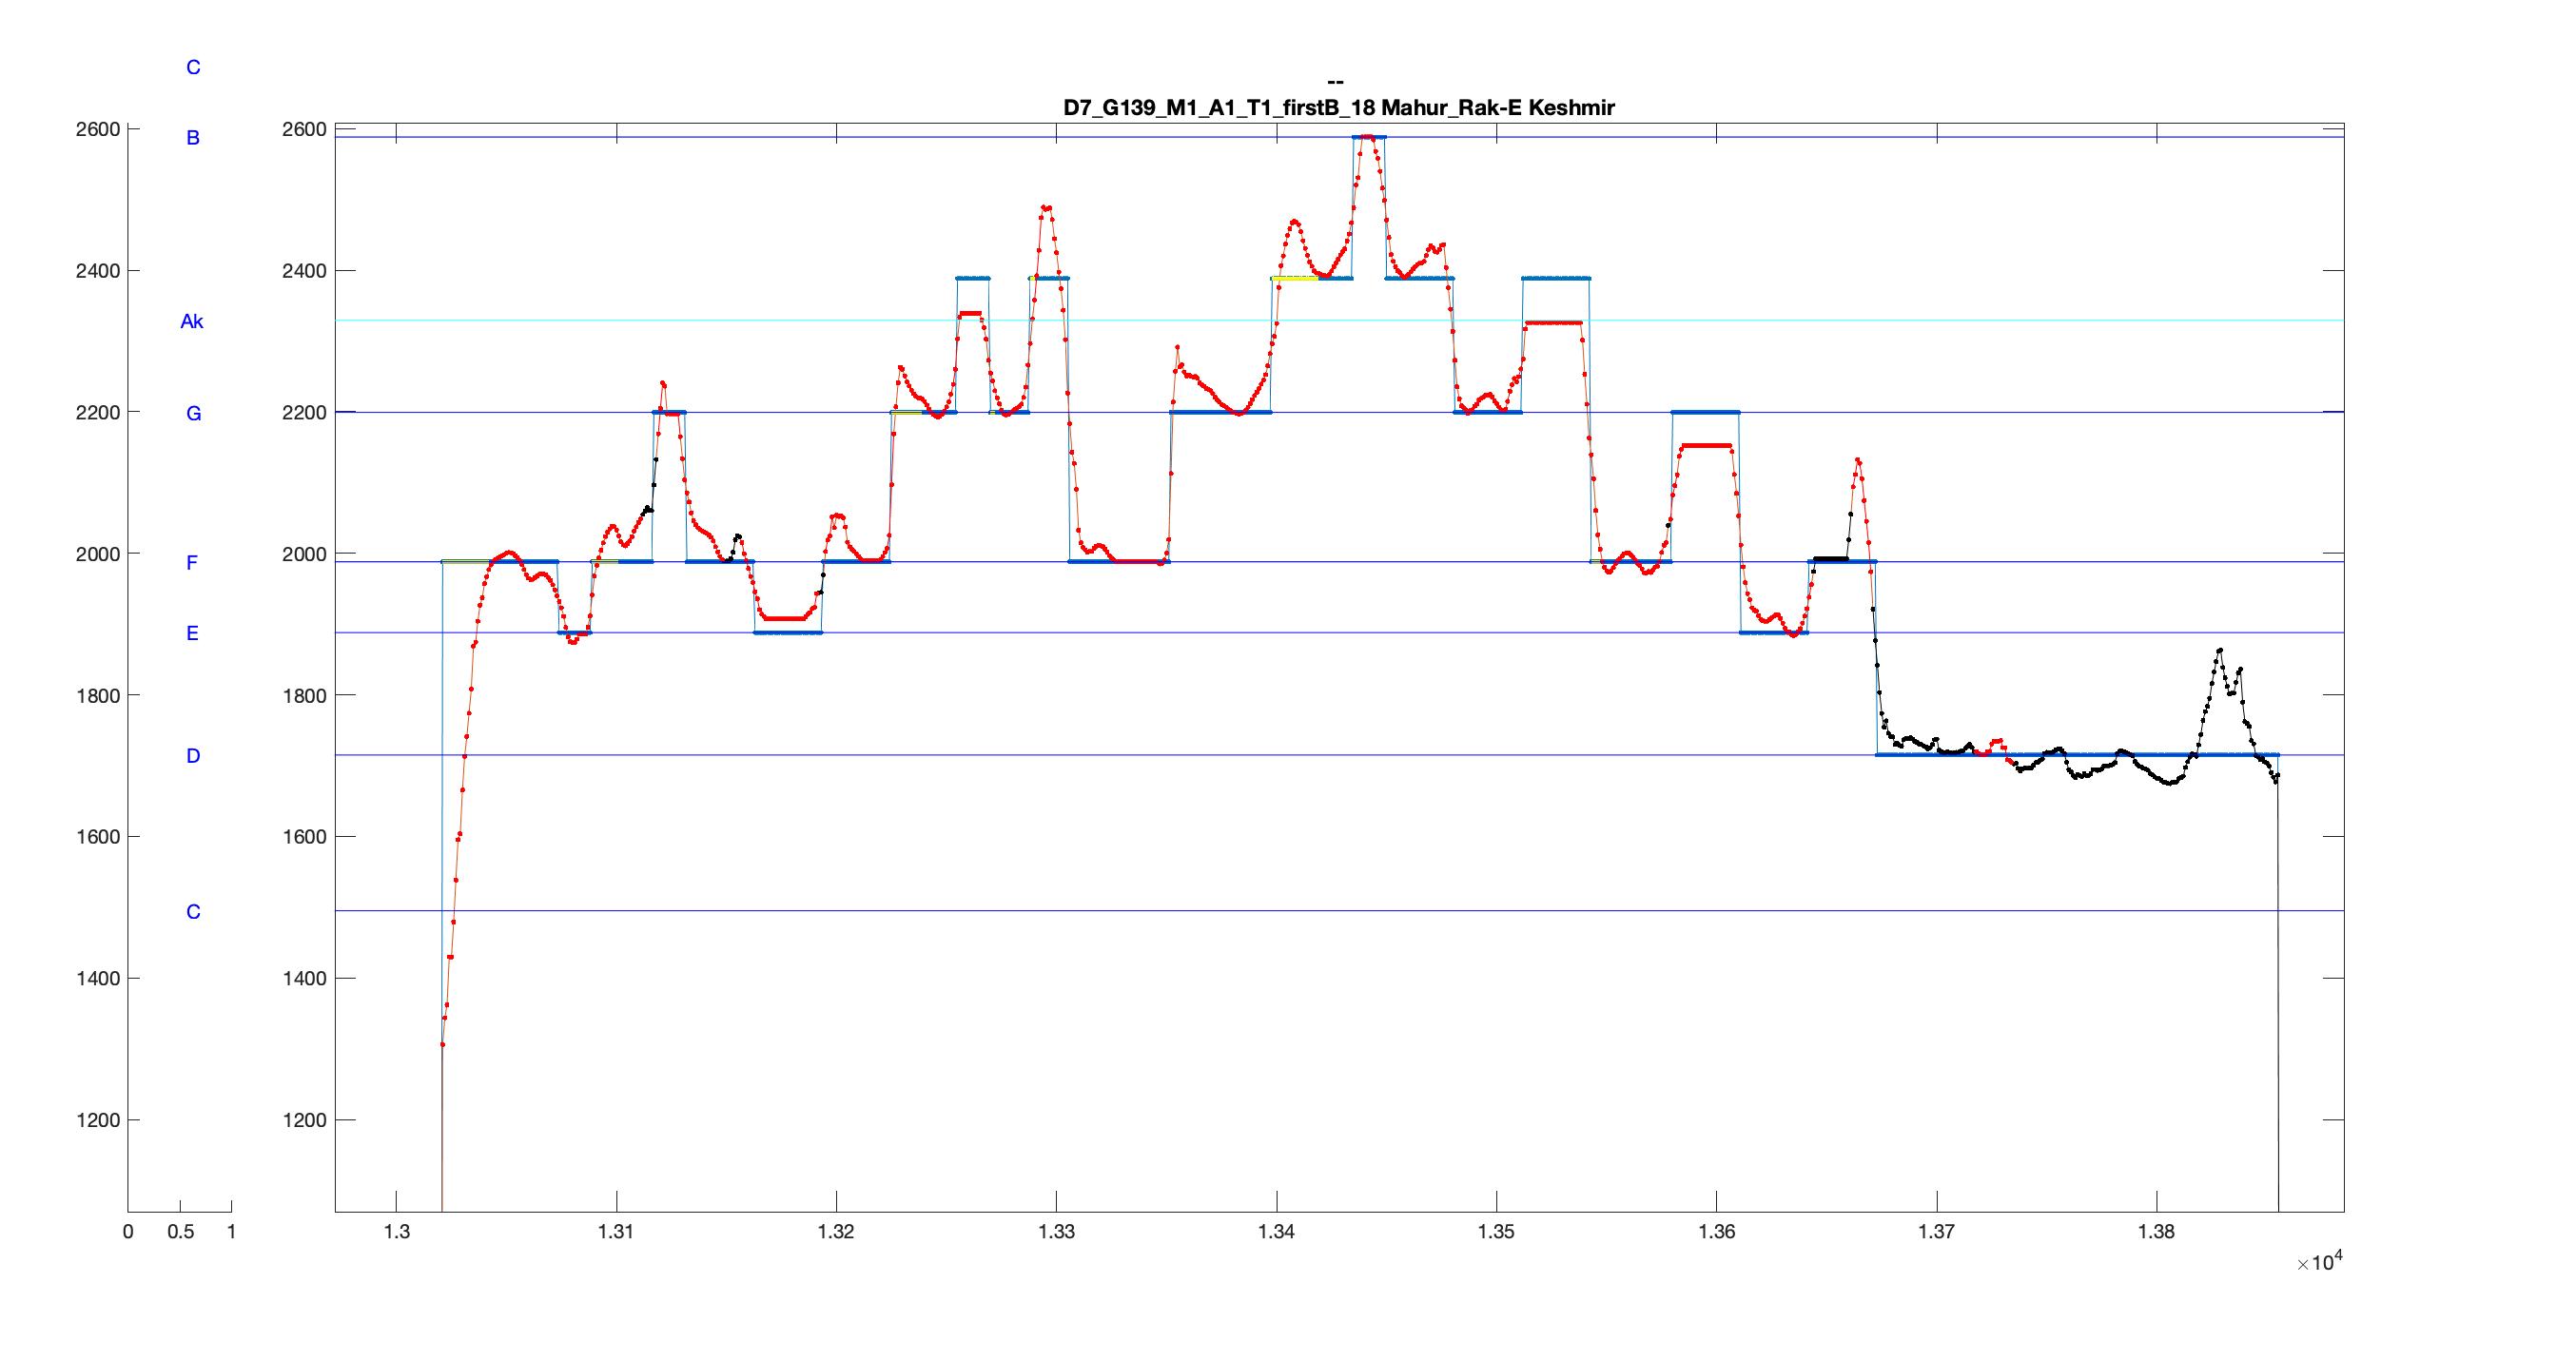 C
--
D7_G139_M1_A1_T1_firstB_18 Mahur_Rak-E Keshmir
2600 B 2600
2400 2400
Ak
2200 G 2200
2000 F 2000
E
1800 1800
D
1600 1600
C
1400 1400
1200 1200
0 0.5 1 1.3 1.31 1.32 1.33 1.34 1.35 1.36 1.37 1.38
×10^4